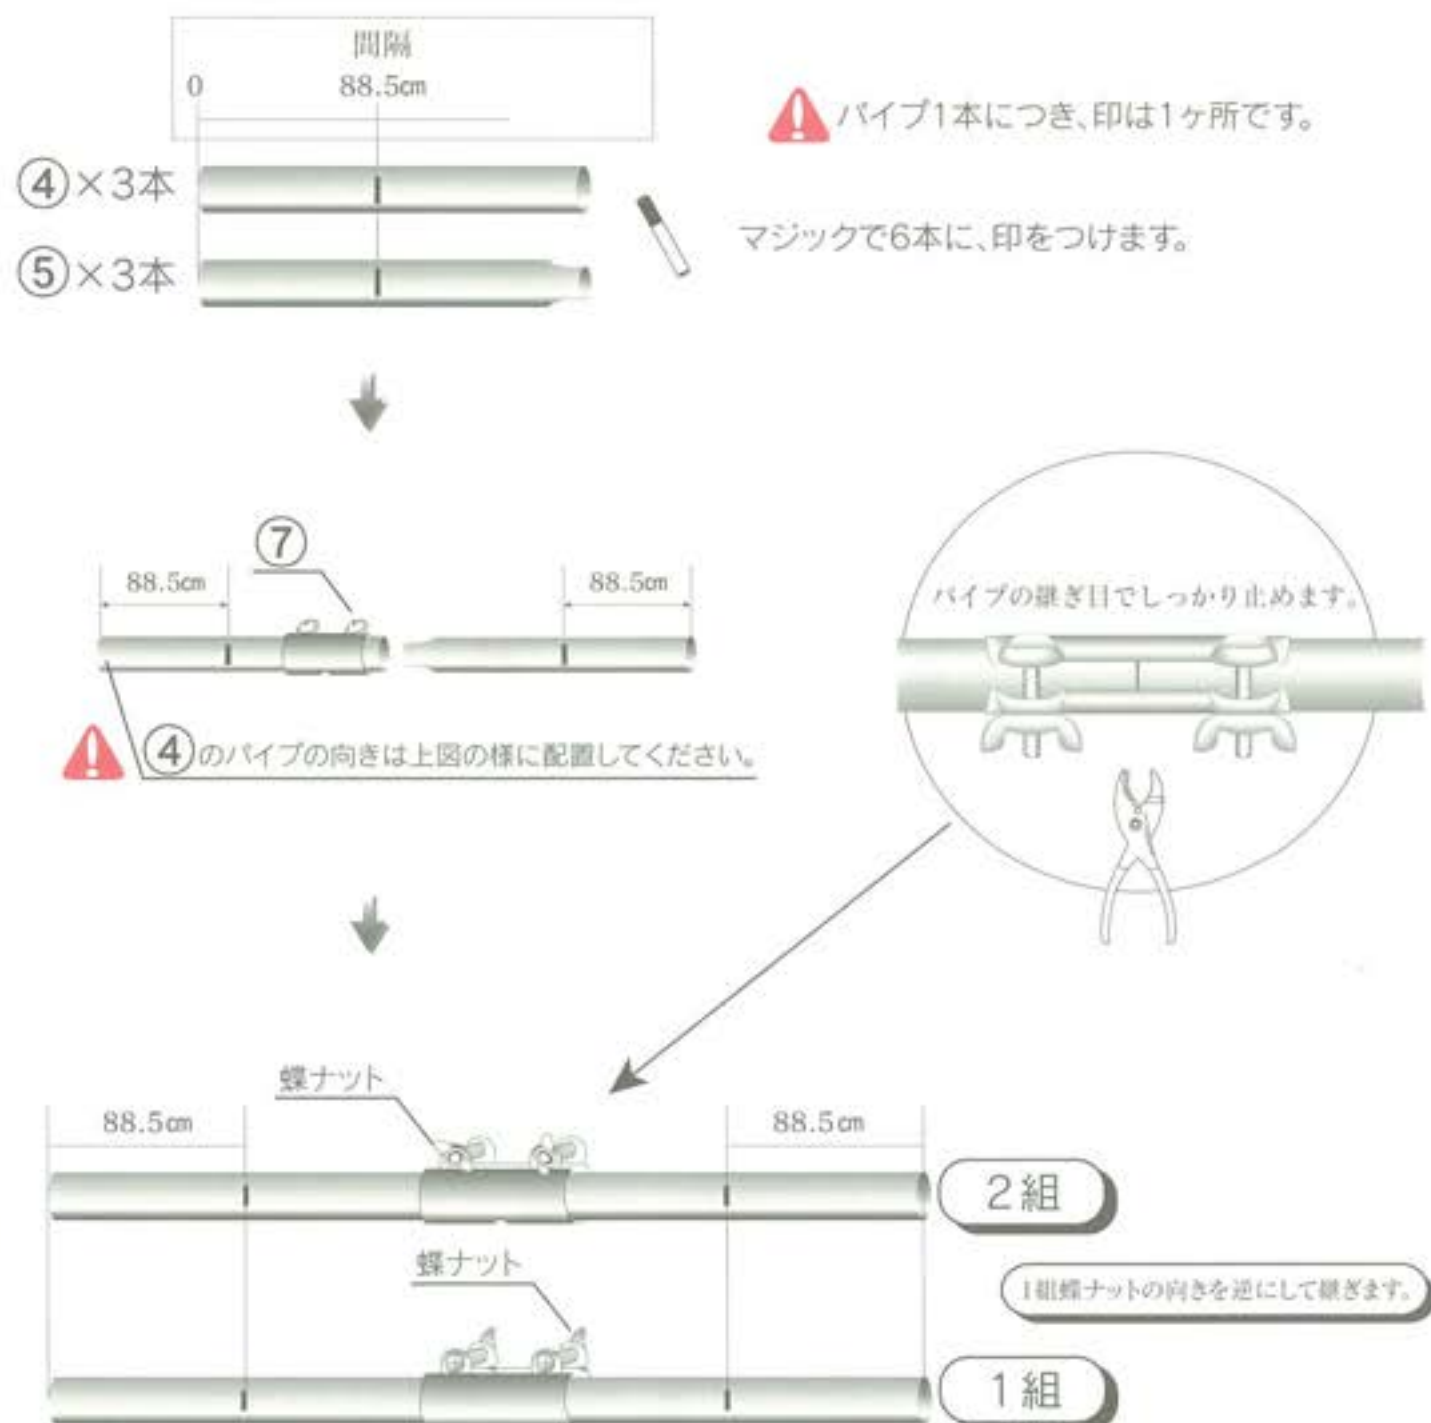 間隔
0 88.5cm
パイプ1本につき、印は1ヶ所です。
④×3本
マジックで6本に、印をつけます。
⑤×3本
⑦
88.5cm 88.5cm
パイプの継ぎ目でしっかり止めます。
④のパイプの向きは上図の様に配置してください。
蝶ナット
88.5cm 88.5cm
2組
蝶ナット
1組蝶ナットの向きを逆にして継ぎます。
1組